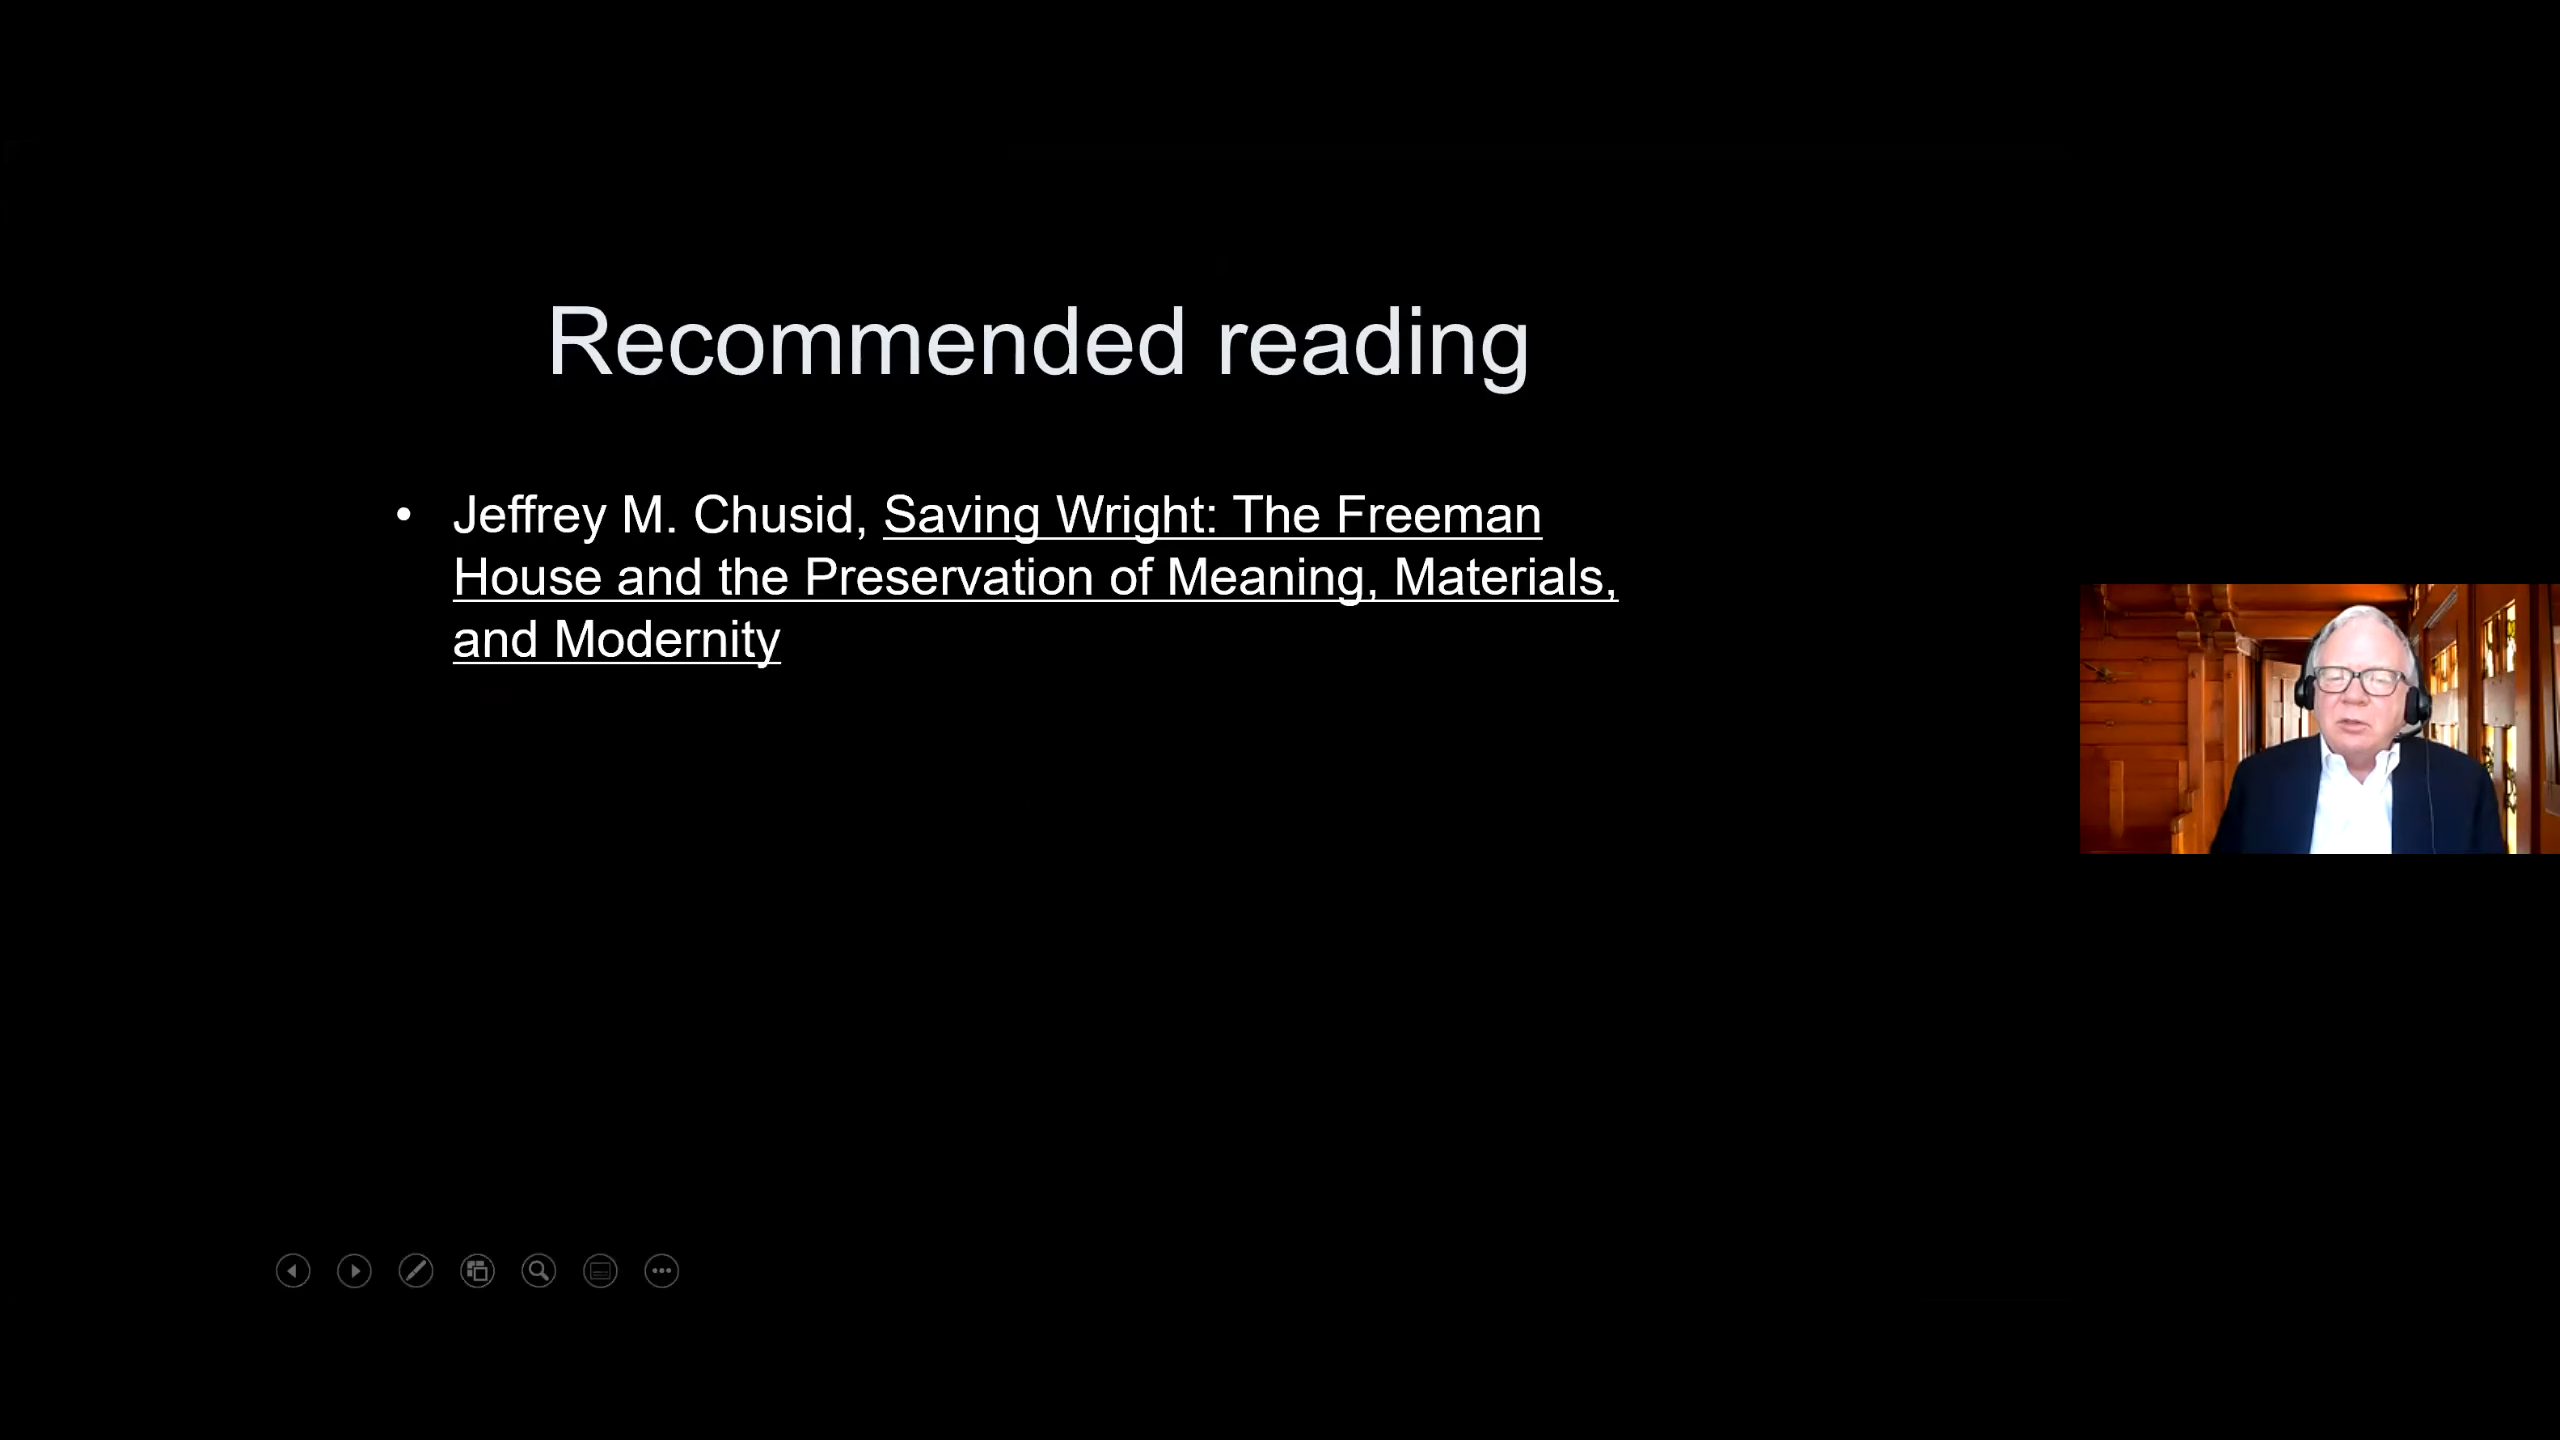 Recommended reading
• Jeffrey M. Chusid, Saving Wright: The Freeman
House and the Preservation of Meaning, Materials,
and Modernity